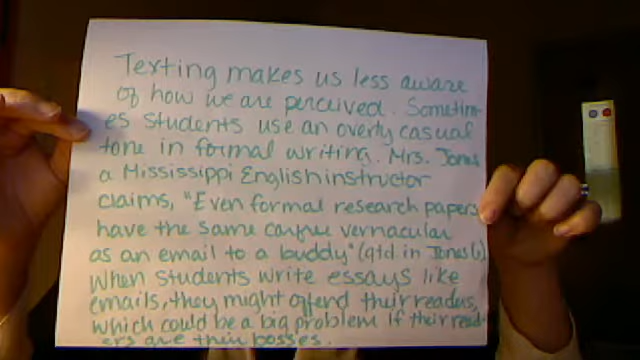 Texting makes us less aware
of how we are perceived. Sometim-
es students use an overly casual
tone in formal writing. Mrs. Jones
a Mississippi English instructor
claims, "Even formal research papers
have the same carfree vernacular
as an email to a buddy" (qtd in Jones 6)
When students write essays like
emails, they might offend their readers,
which could be a big problem if their read-
ers are their bosses.